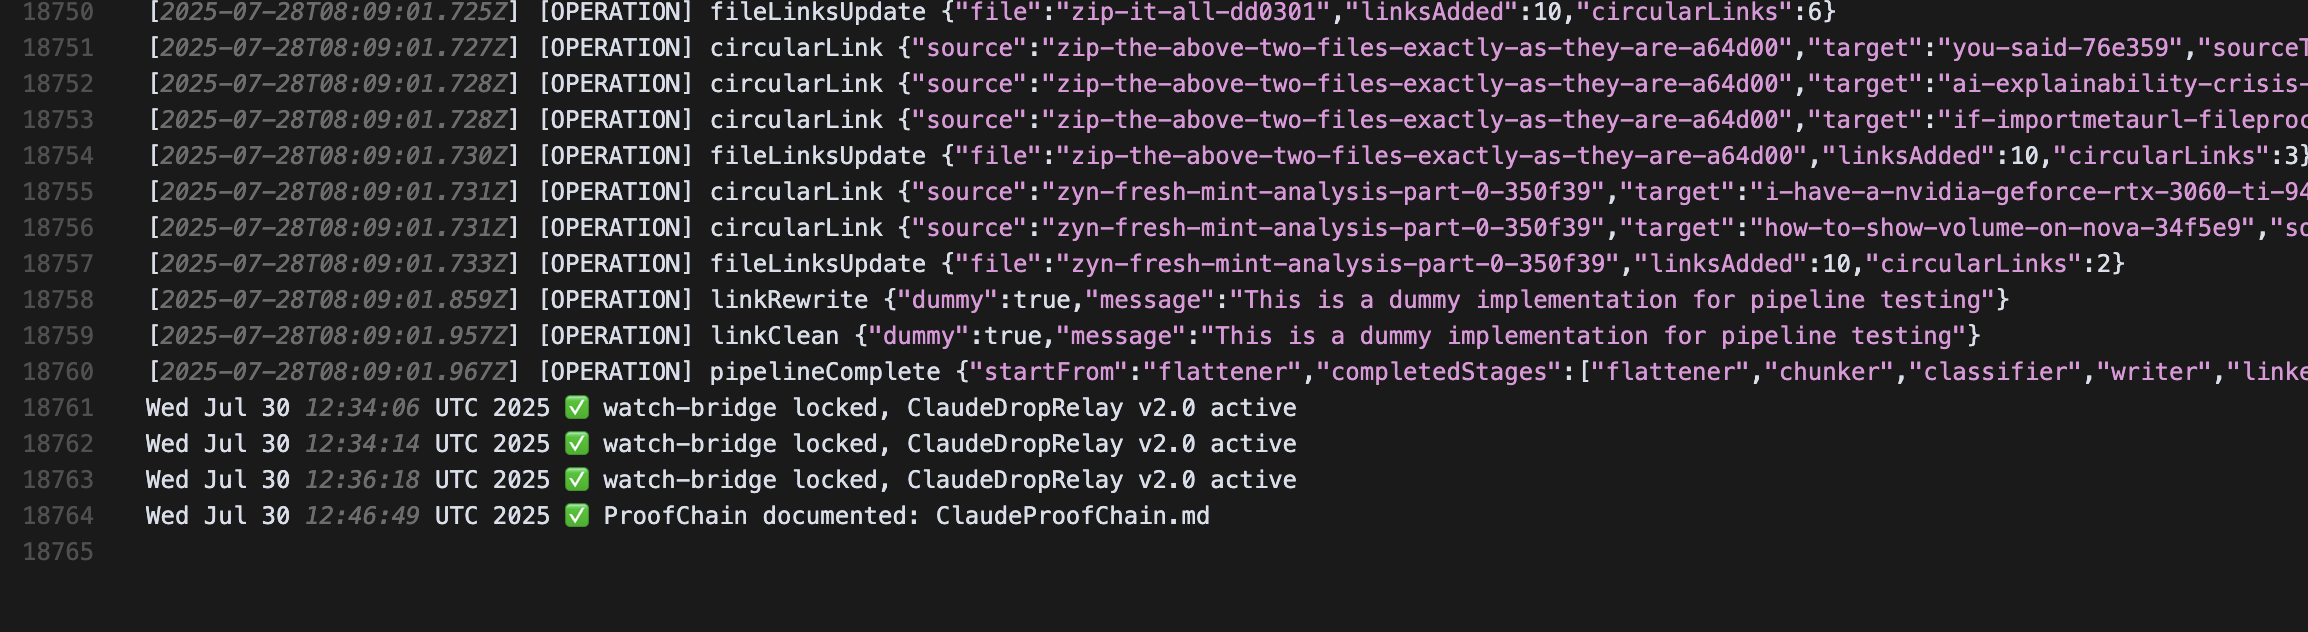 18750 [2025-07-28T08:09:01.725Z] [OPERATION] fileLinksUpdate {"file":"zip-it-all-dd0301","linksAdded":10,"circularLinks":6}
18751 [2025-07-28T08:09:01.727Z] [OPERATION] circularLink {"source":"zip-the-above-two-files-exactly-as-they-are-a64d00","target":"you-said-76e359","sourceT
18752 [2025-07-28T08:09:01.728Z] [OPERATION] circularLink {"source":"zip-the-above-two-files-exactly-as-they-are-a64d00","target":"ai-explainability-crisis-
18753 [2025-07-28T08:09:01.728Z] [OPERATION] circularLink {"source":"zip-the-above-two-files-exactly-as-they-are-a64d00","target":"if-importmetaurl-fileproc
18754 [2025-07-28T08:09:01.730Z] [OPERATION] fileLinksUpdate {"file":"zip-the-above-two-files-exactly-as-they-are-a64d00","linksAdded":10,"circularLinks":3}
18755 [2025-07-28T08:09:01.731Z] [OPERATION] circularLink {"source":"zyn-fresh-mint-analysis-part-0-350f39","target":"i-have-a-nvidia-geforce-rtx-3060-ti-94
18756 [2025-07-28T08:09:01.731Z] [OPERATION] circularLink {"source":"zyn-fresh-mint-analysis-part-0-350f39","target":"how-to-show-volume-on-nova-34f5e9","so
18757 [2025-07-28T08:09:01.733Z] [OPERATION] fileLinksUpdate {"file":"zyn-fresh-mint-analysis-part-0-350f39","linksAdded":10,"circularLinks":2}
18758 [2025-07-28T08:09:01.859Z] [OPERATION] linkRewrite {"dummy":true,"message":"This is a dummy implementation for pipeline testing"}
18759 [2025-07-28T08:09:01.957Z] [OPERATION] linkClean {"dummy":true,"message":"This is a dummy implementation for pipeline testing"}
18760 [2025-07-28T08:09:01.967Z] [OPERATION] pipelineComplete {"startFrom":"flattener","completedStages":["flattener","chunker","classifier","writer","linke
18761 Wed Jul 30 12:34:06 UTC 2025 ✅ watch-bridge locked, ClaudeDropRelay v2.0 active
18762 Wed Jul 30 12:34:14 UTC 2025 ✅ watch-bridge locked, ClaudeDropRelay v2.0 active
18763 Wed Jul 30 12:36:18 UTC 2025 ✅ watch-bridge locked, ClaudeDropRelay v2.0 active
18764 Wed Jul 30 12:46:49 UTC 2025 ✅ ProofChain documented: ClaudeProofChain.md
18765